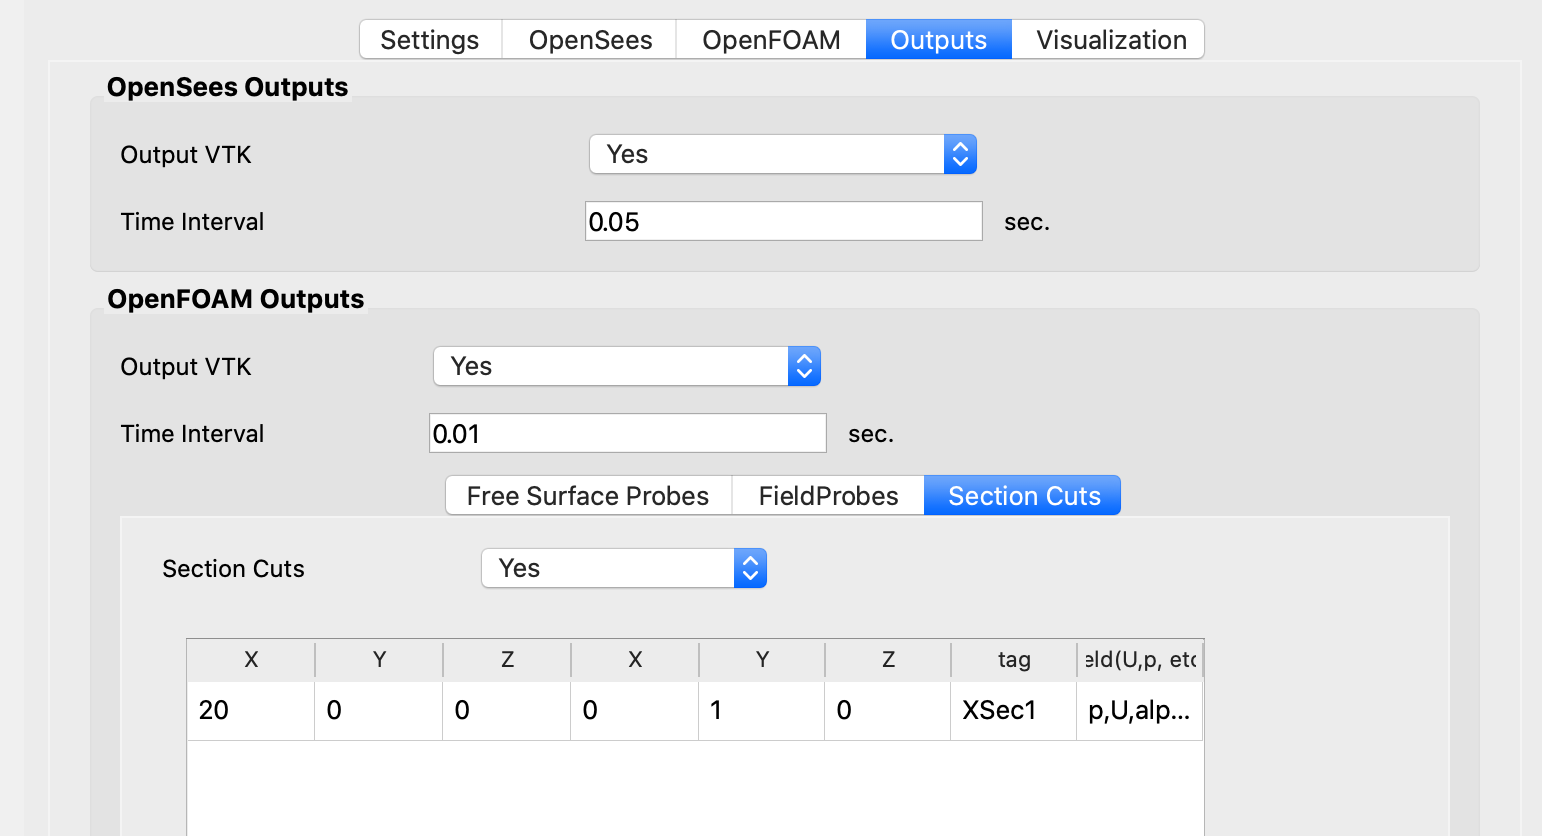 Settings OpenSees OpenFOAM Outputs Visualization
OpenSees Outputs
Output VTK Yes
Time Interval 0.05 sec.
OpenFOAM Outputs
Output VTK Yes
Time Interval 0.01 sec.
Free Surface Probes FieldProbes Section Cuts
Section Cuts Yes
X Y Z X Y Z tag eld(U,p, etc
20 0 0 0 1 0 XSec1 p,U,alp...